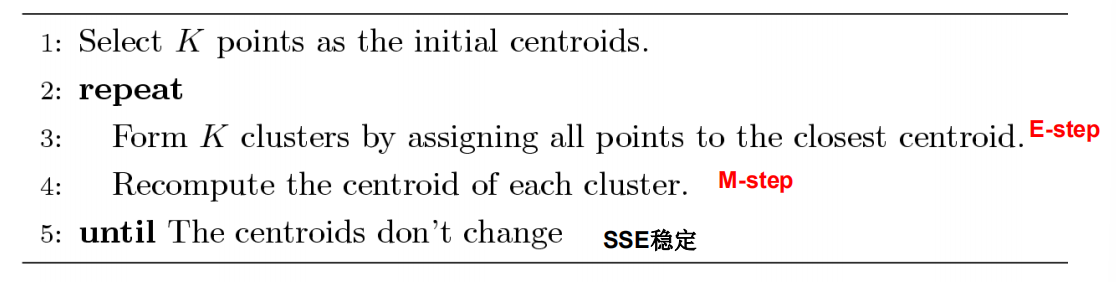 1: Select K points as the initial centroids.
2: repeat
3: Form K clusters by assigning all points to the closest centroid. E-step
4: Recompute the centroid of each cluster. M-step
5: until The centroids don't change SSE稳定